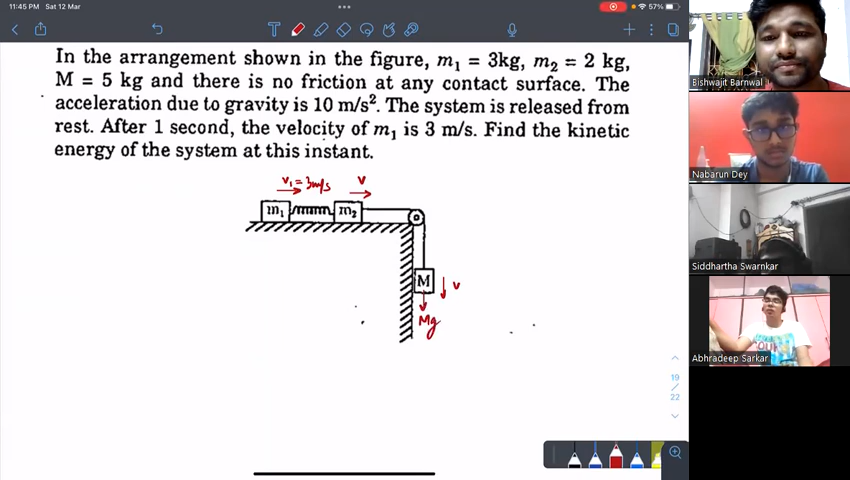 11:45 PM Sat 12 Mar
57%
In the arrangement shown in the figure, m₁ = 3kg, m₂ = 2 kg,
M = 5 kg and there is no friction at any contact surface. The
acceleration due to gravity is 10 m/s². The system is released from
rest. After 1 second, the velocity of m₁ is 3 m/s. Find the kinetic
energy of the system at this instant.
v₁ = 3m/s
v
m₁
m₂
M
v
Mg
19
/
22
Bishwajit Barnwal
Nabarun Dey
Siddhartha Swarnkar
Abhradeep Sarkar